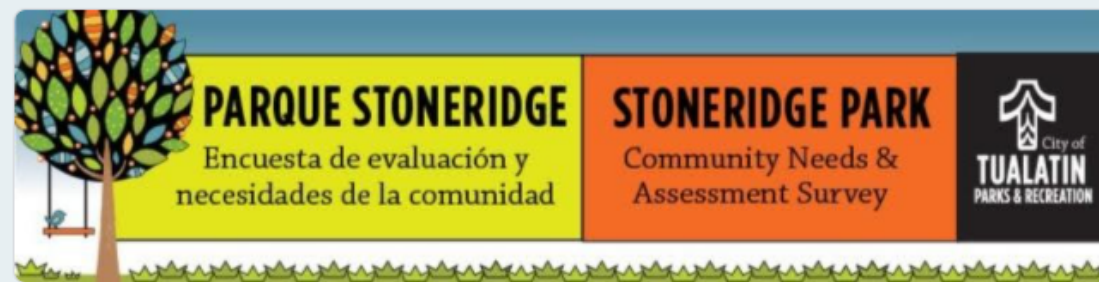 PARQUE STONERIDGE
Encuesta de evaluación y
necesidades de la comunidad
STONERIDGE PARK
Community Needs &
Assessment Survey
City of
TUALATIN
PARKS & RECREATION